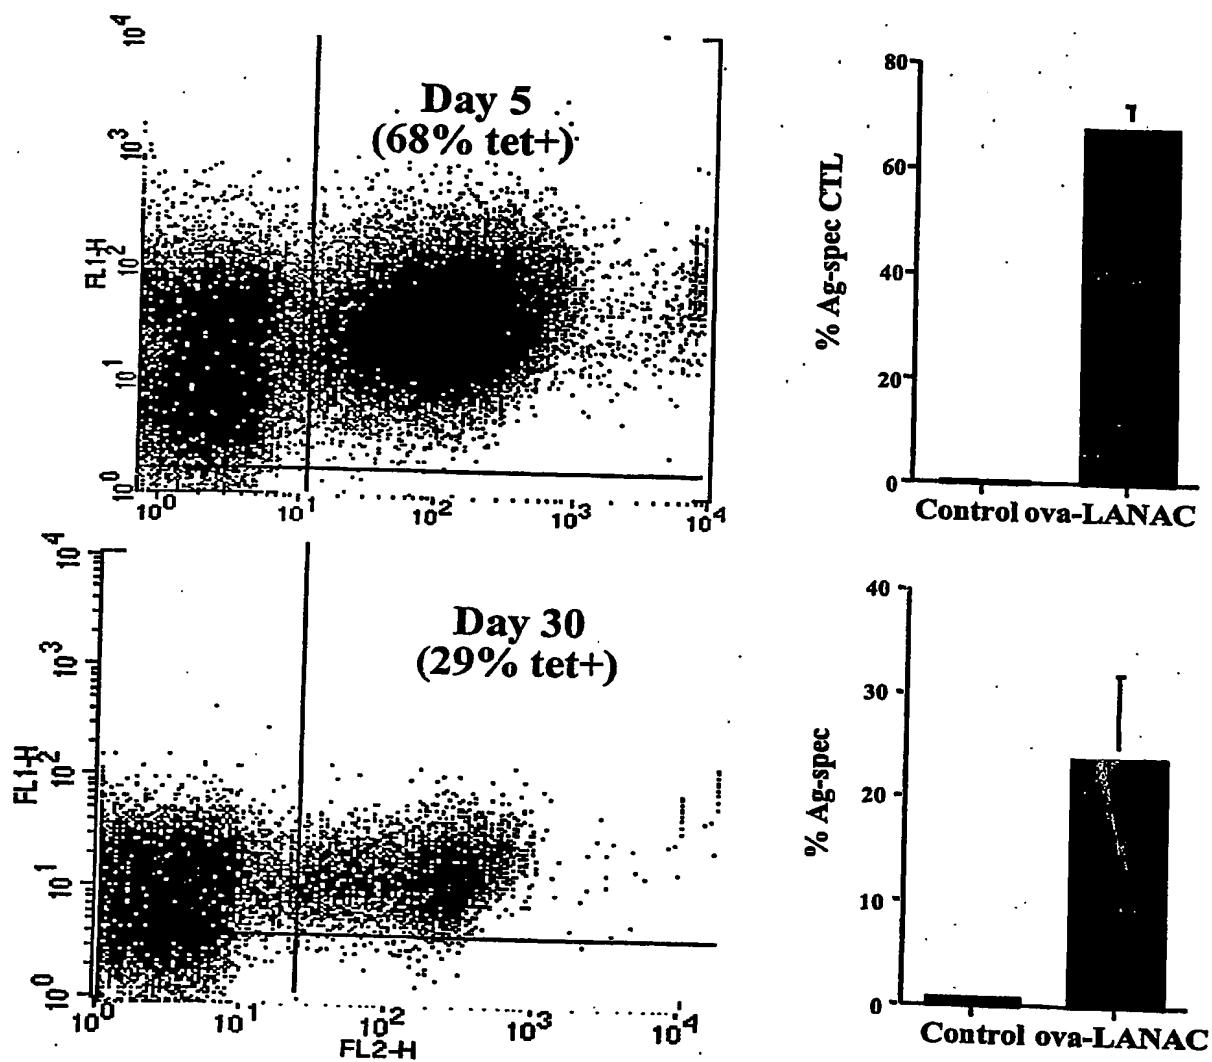 10^4
10^3
10^2
10^1
10^0
FL1-H
Day 5
(68% tet+)
10^0 10^1 10^2 10^3 10^4
80
60
40
20
0
% Ag-spec CTL
Control ova-LANAC
10^4
10^3
10^2
10^1
10^0
FL1-H
Day 30
(29% tet+)
10^0 10^1 10^2 10^3 10^4
FL2-H
40
30
20
10
0
% Ag-spec
Control ova-LANAC